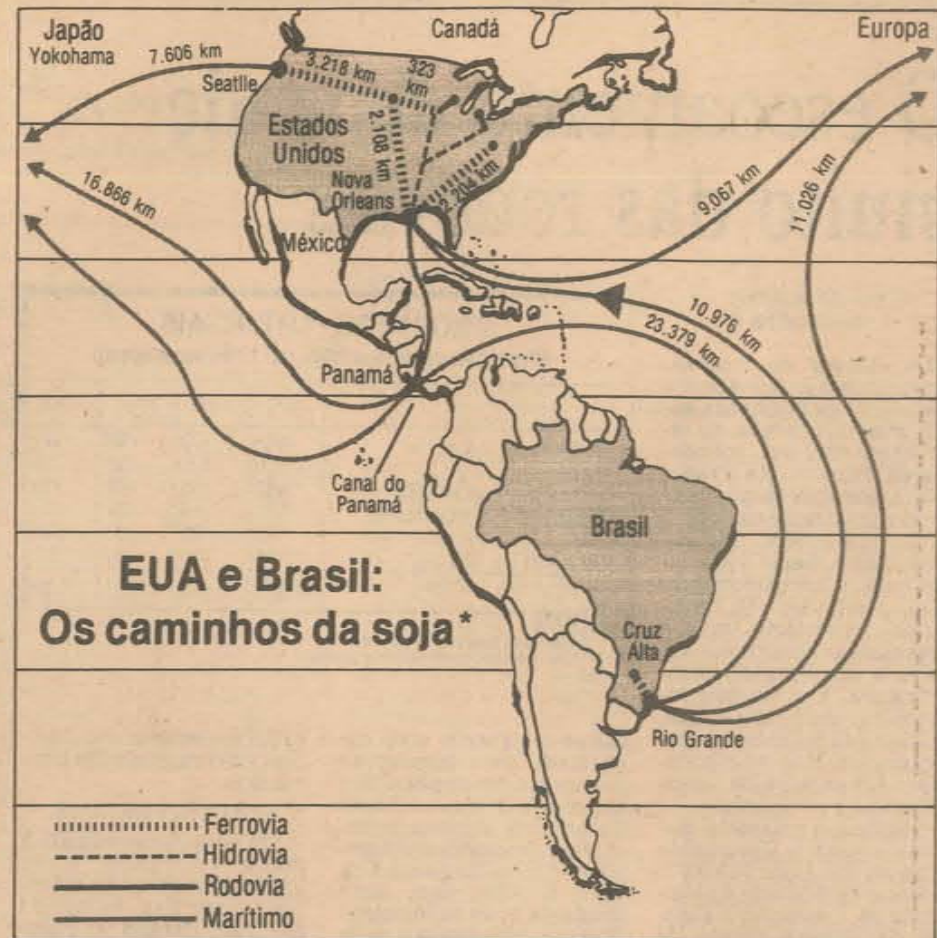 Japão
Yokohama
7.606 km
Canadá
Europa
Seatlle
3.218 km
323
km
Estados
Unidos
2.108 km
Nova
Orleans
2.204 km
9.067 km
11.026 km
16.866 km
México
10.976 km
23.379 km
Panamá
Canal do
Panamá
Brasil
EUA e Brasil:
Os caminhos da soja*
Cruz
Alta
Rio Grande
Ferrovia
Hidrovia
Rodovia
Marítimo